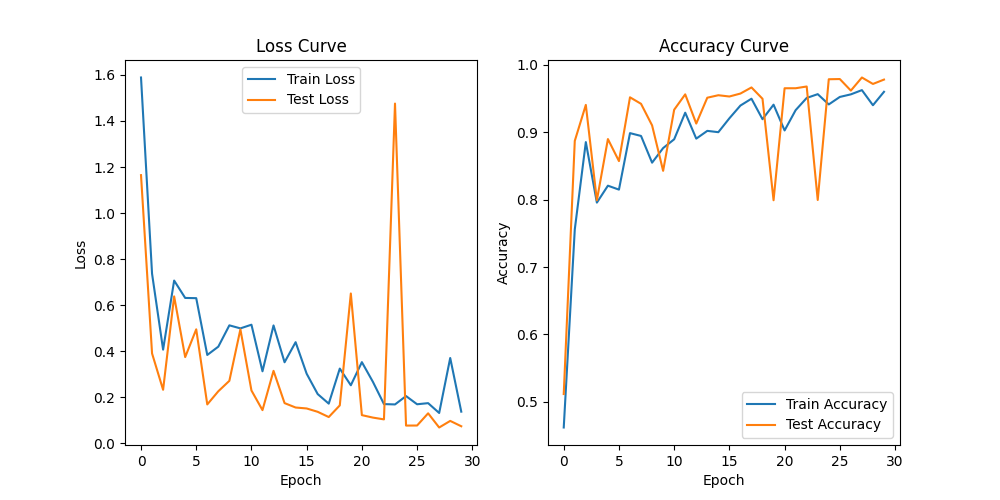 Loss Curve
Train Loss
Test Loss
1.6
1.4
1.2
1.0
0.8
0.6
0.4
0.2
0.0
Loss
0 5 10 15 20 25 30
Epoch
Accuracy Curve
1.0
0.9
0.8
0.7
0.6
0.5
Accuracy
Train Accuracy
Test Accuracy
0 5 10 15 20 25 30
Epoch